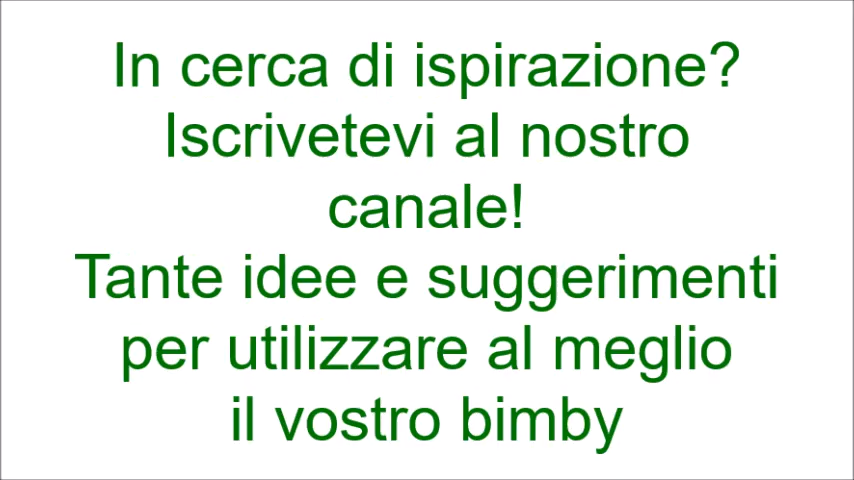 In cerca di ispirazione?
Iscrivetevi al nostro
canale!
Tante idee e suggerimenti
per utilizzare al meglio
il vostro bimby